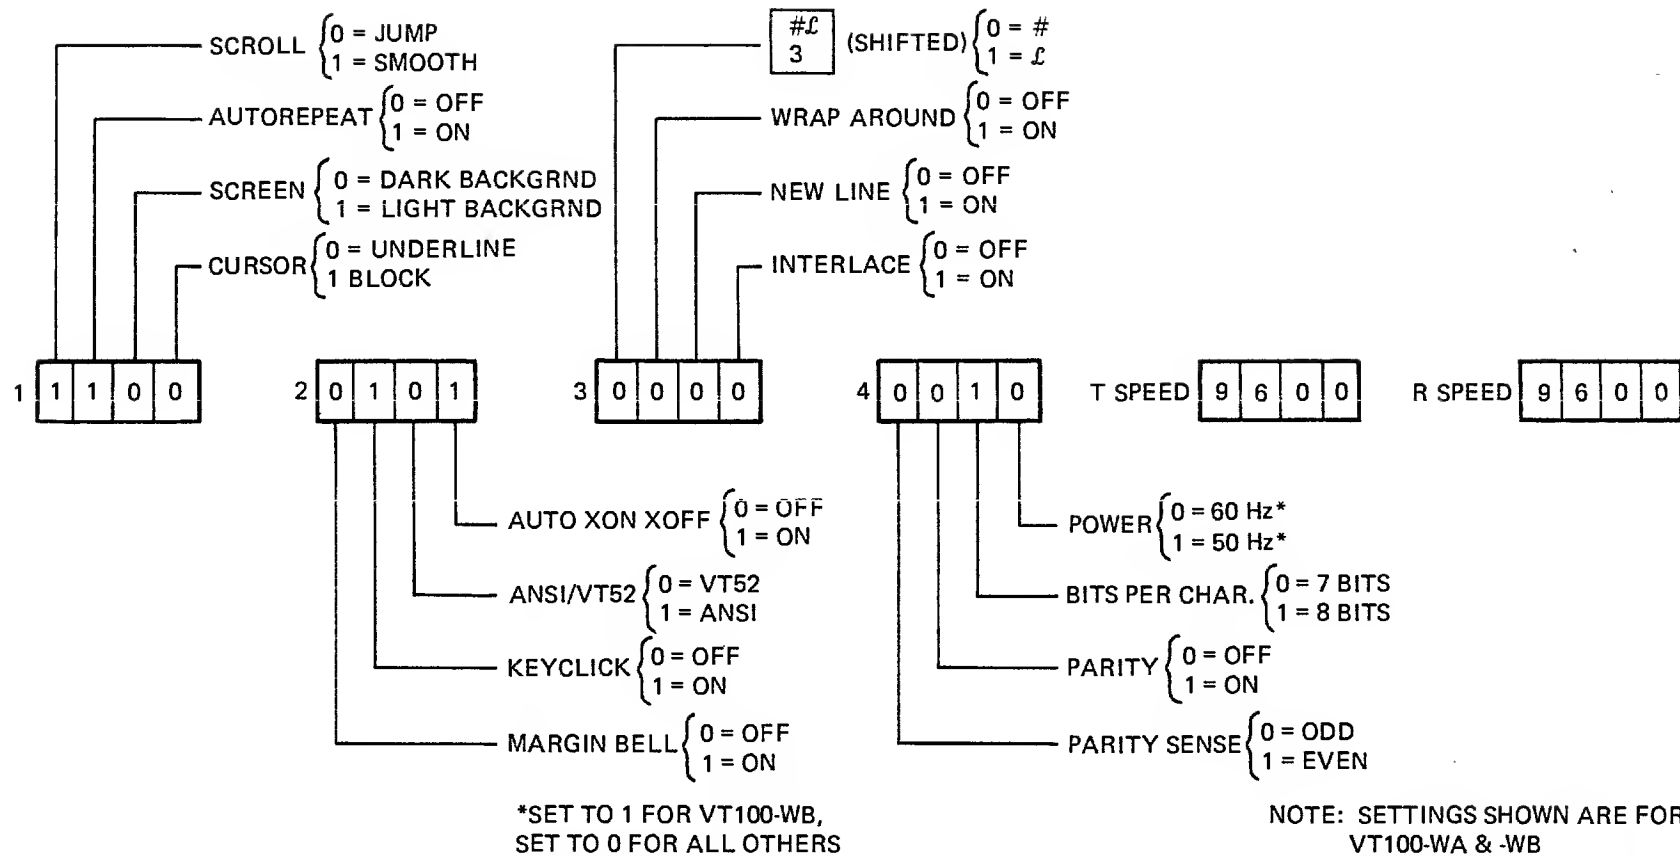 SCROLL 0 = JUMP
1 = SMOOTH
AUTOREPEAT 0 = OFF
1 = ON
SCREEN 0 = DARK BACKGRND
1 = LIGHT BACKGRND
CURSOR 0 = UNDERLINE
1 BLOCK
#£
3 (SHIFTED) 0 = #
1 = £
WRAP AROUND 0 = OFF
1 = ON
NEW LINE 0 = OFF
1 = ON
INTERLACE 0 = OFF
1 = ON
1 1 1 0 0
2 0 1 0 1
3 0 0 0 0
4 0 0 1 0
T SPEED 9 6 0 0
R SPEED 9 6 0 0
AUTO XON XOFF 0 = OFF
1 = ON
ANSI/VT52 0 = VT52
1 = ANSI
KEYCLICK 0 = OFF
1 = ON
MARGIN BELL 0 = OFF
1 = ON
POWER 0 = 60 Hz*
1 = 50 Hz*
BITS PER CHAR. 0 = 7 BITS
1 = 8 BITS
PARITY 0 = OFF
1 = ON
PARITY SENSE 0 = ODD
1 = EVEN
*SET TO 1 FOR VT100-WB,
SET TO 0 FOR ALL OTHERS
NOTE: SETTINGS SHOWN ARE FOR
VT100-WA & -WB